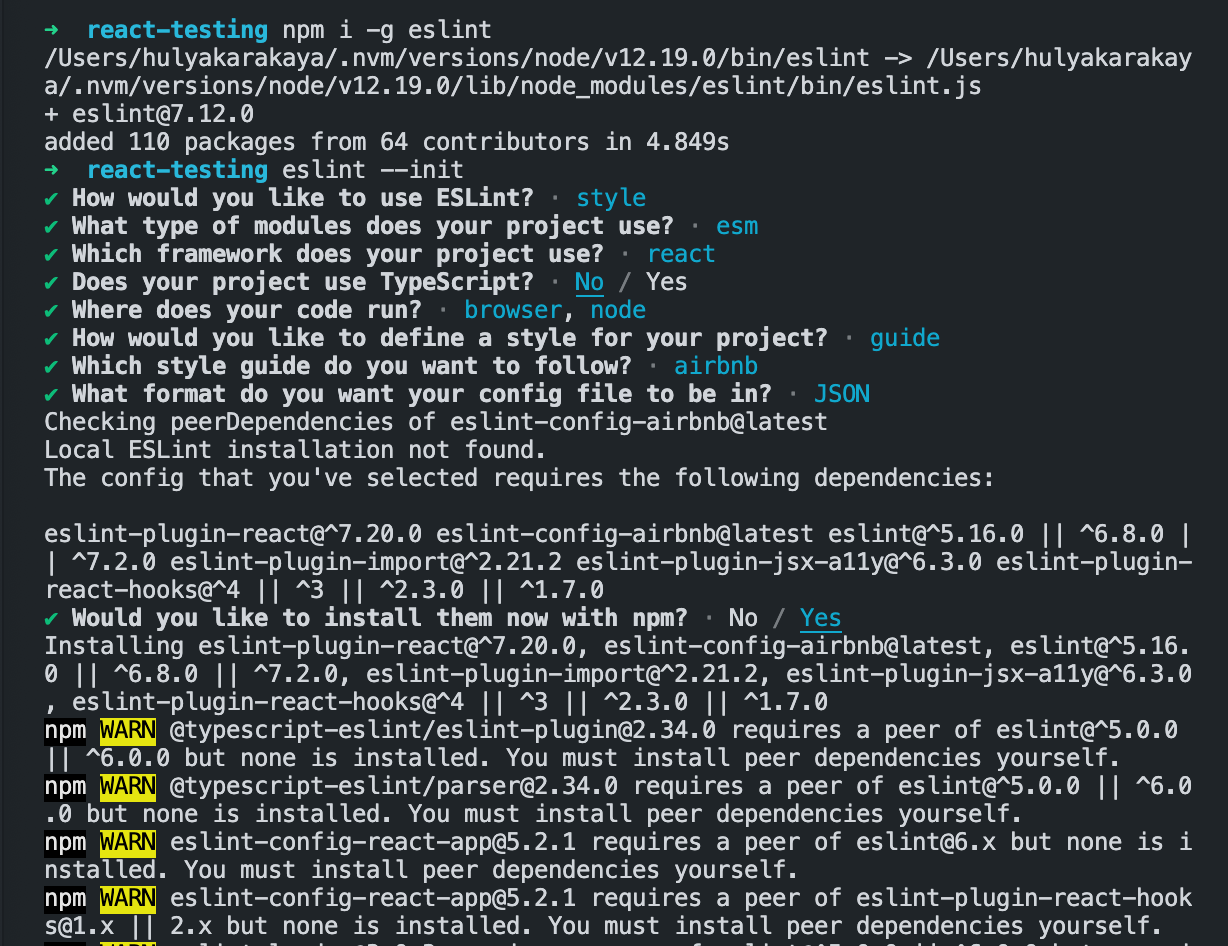 ➜  react-testing npm i -g eslint
/Users/hulyakarakaya/.nvm/versions/node/v12.19.0/bin/eslint -> /Users/hulyakarakay
a/.nvm/versions/node/v12.19.0/lib/node_modules/eslint/bin/eslint.js
+ eslint@7.12.0
added 110 packages from 64 contributors in 4.849s
➜  react-testing eslint --init
✔ How would you like to use ESLint? · style
✔ What type of modules does your project use? · esm
✔ Which framework does your project use? · react
✔ Does your project use TypeScript? · No / Yes
✔ Where does your code run? · browser, node
✔ How would you like to define a style for your project? · guide
✔ Which style guide do you want to follow? · airbnb
✔ What format do you want your config file to be in? · JSON
Checking peerDependencies of eslint-config-airbnb@latest
Local ESLint installation not found.
The config that you've selected requires the following dependencies:

eslint-plugin-react@^7.20.0 eslint-config-airbnb@latest eslint@^5.16.0 || ^6.8.0 |
| ^7.2.0 eslint-plugin-import@^2.21.2 eslint-plugin-jsx-a11y@^6.3.0 eslint-plugin-
react-hooks@^4 || ^3 || ^2.3.0 || ^1.7.0
✔ Would you like to install them now with npm? · No / Yes
Installing eslint-plugin-react@^7.20.0, eslint-config-airbnb@latest, eslint@^5.16.
0 || ^6.8.0 || ^7.2.0, eslint-plugin-import@^2.21.2, eslint-plugin-jsx-a11y@^6.3.0
, eslint-plugin-react-hooks@^4 || ^3 || ^2.3.0 || ^1.7.0
npm WARN @typescript-eslint/eslint-plugin@2.34.0 requires a peer of eslint@^5.0.0
|| ^6.0.0 but none is installed. You must install peer dependencies yourself.
npm WARN @typescript-eslint/parser@2.34.0 requires a peer of eslint@^5.0.0 || ^6.0
.0 but none is installed. You must install peer dependencies yourself.
npm WARN eslint-config-react-app@5.2.1 requires a peer of eslint@6.x but none is i
nstalled. You must install peer dependencies yourself.
npm WARN eslint-config-react-app@5.2.1 requires a peer of eslint-plugin-react-hook
s@1.x || 2.x but none is installed. You must install peer dependencies yourself.